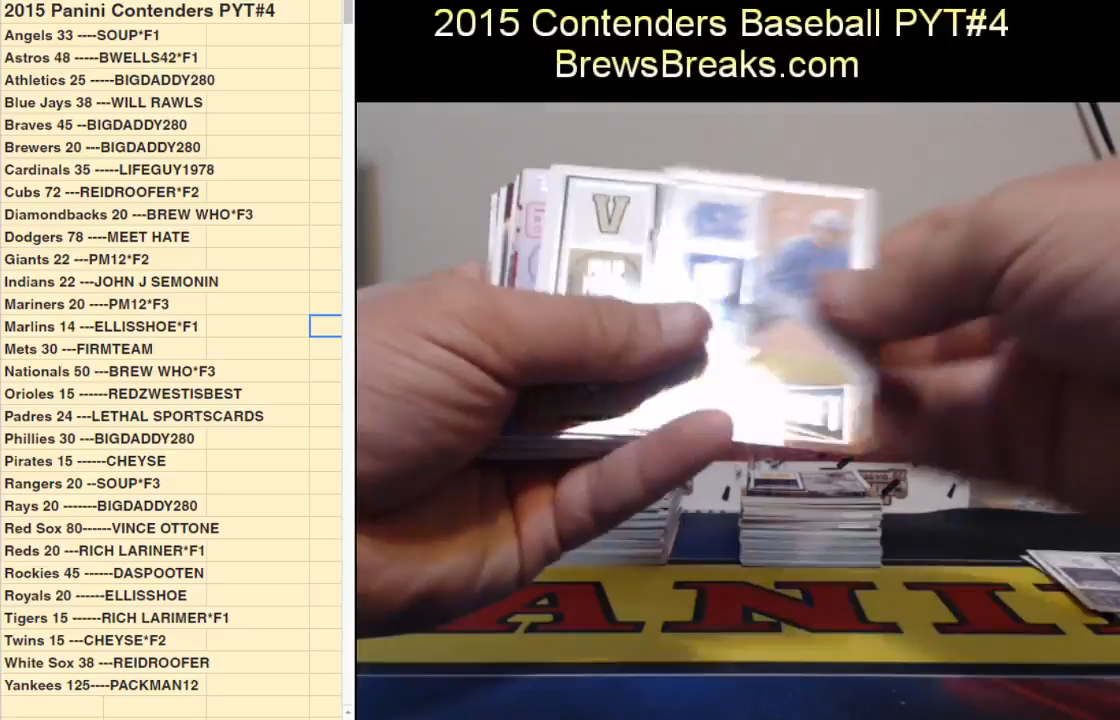 2015 Panini Contenders PYT#4
Angels 33 ----SOUP*F1
Astros 48 -----BWELLS42*F1
Athletics 25 -----BIGDADDY280
Blue Jays 38 ---WILL RAWLS
Braves 45 --BIGDADDY280
Brewers 20 ---BIGDADDY280
Cardinals 35 -----LIFEGUY1978
Cubs 72 ---REIDROOFER*F2
Diamondbacks 20 ---BREW WHO*F3
Dodgers 78 ----MEET HATE
Giants 22 ---PM12*F2
Indians 22 ---JOHN J SEMONIN
Mariners 20 ----PM12*F3
Marlins 14 ---ELLISSHOE*F1
Mets 30 ---FIRMTEAM
Nationals 50 ---BREW WHO*F3
Orioles 15 ----REDZWESTISBEST
Padres 24 ---LETHAL SPORTSCARDS
Phillies 30 ---BIGDADDY280
Pirates 15 ------CHEYSE
Rangers 20 --SOUP*F3
Rays 20 -------BIGDADDY280
Red Sox 80------VINCE OTTONE
Reds 20 ---RICH LARINER*F1
Rockies 45 ------DASPOOTEN
Royals 20 ------ELLISSHOE
Tigers 15 ------RICH LARIMER*F1
Twins 15 ---CHEYSE*F2
White Sox 38 ---REIDROOFER
Yankees 125----PACKMAN12
2015 Contenders Baseball PYT#4
BrewsBreaks.com
V
ANINI